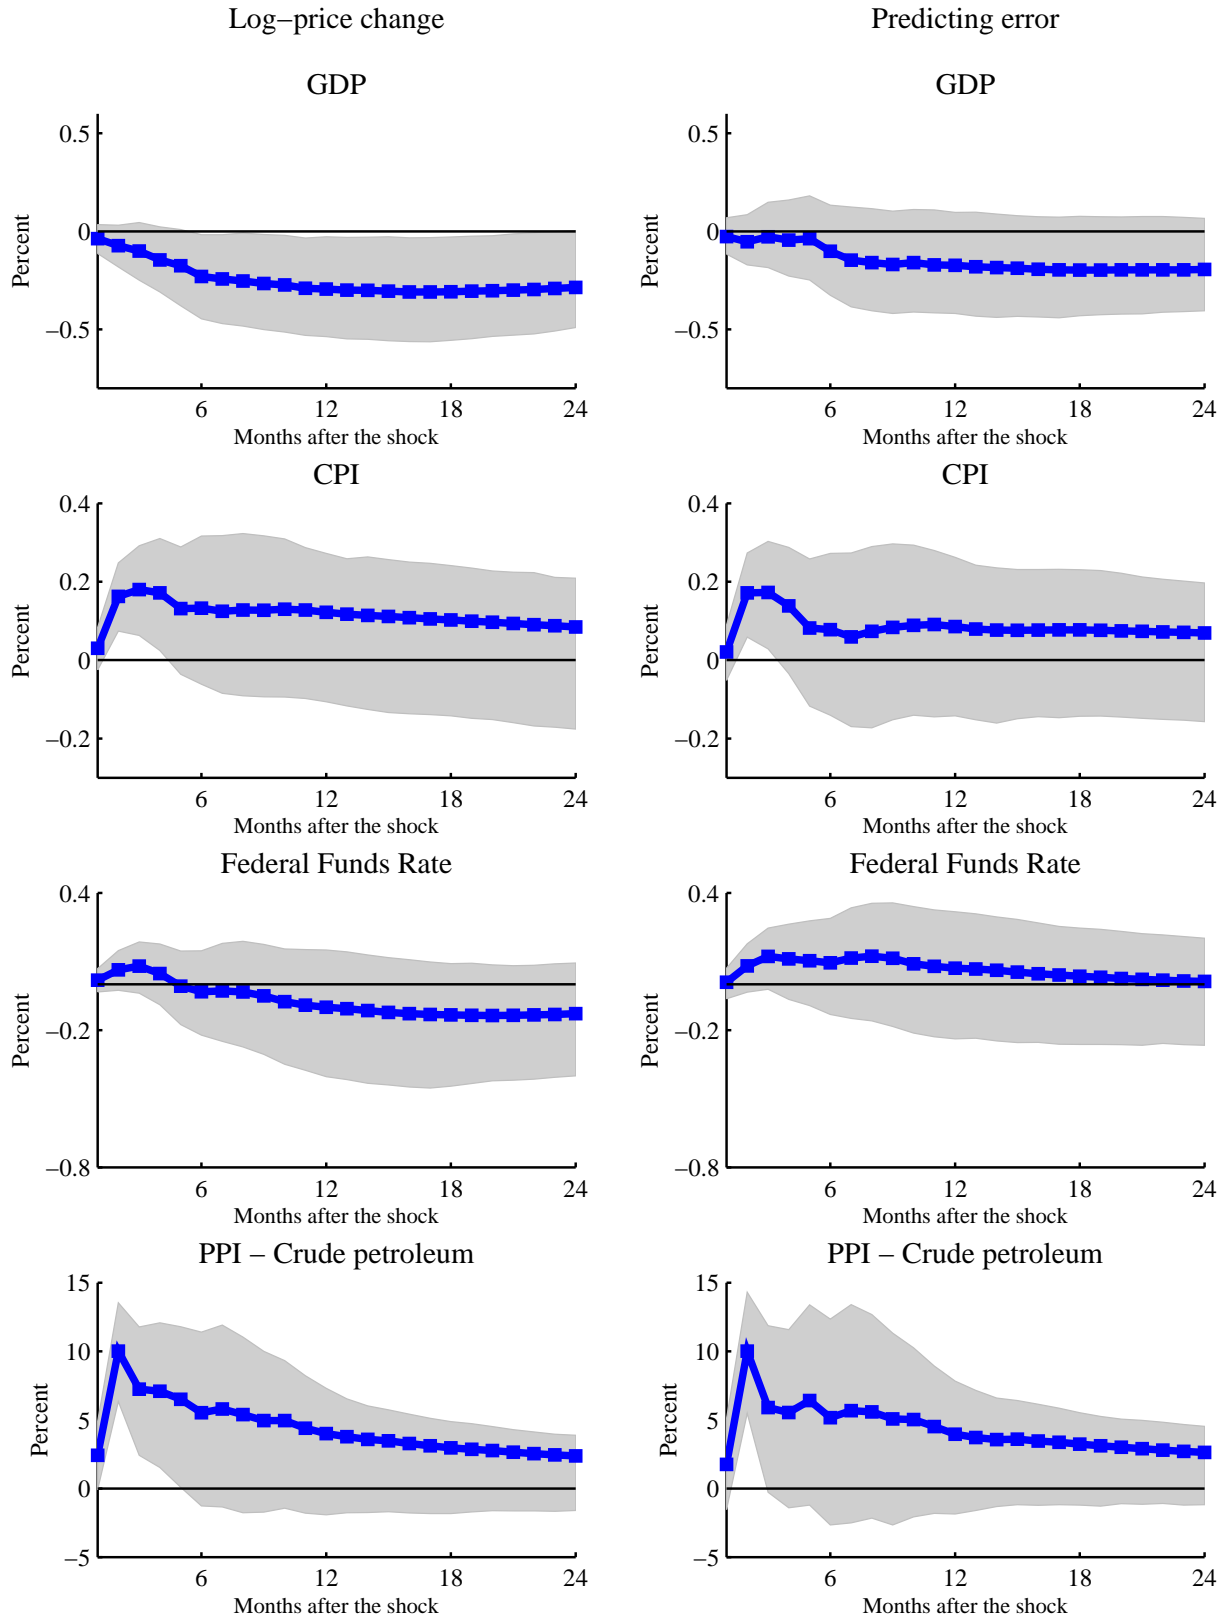 Log−price change
Predicting error
GDP
GDP
0.5
0
−0.5
Percent
6 12 18 24
Months after the shock
0.5
0
−0.5
Percent
6 12 18 24
Months after the shock
CPI
CPI
0.4
0.2
0
−0.2
Percent
6 12 18 24
Months after the shock
0.4
0.2
0
−0.2
Percent
6 12 18 24
Months after the shock
Federal Funds Rate
Federal Funds Rate
0.4
−0.2
−0.8
Percent
6 12 18 24
Months after the shock
0.4
−0.2
−0.8
Percent
6 12 18 24
Months after the shock
PPI − Crude petroleum
PPI − Crude petroleum
15
10
5
0
−5
Percent
6 12 18 24
Months after the shock
15
10
5
0
−5
Percent
6 12 18 24
Months after the shock